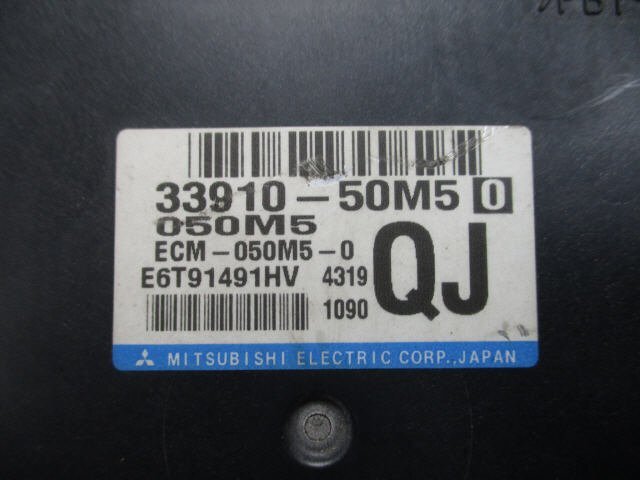 33910-50M5 0
050M5
ECM-050M5-0
E6T91491HV 4319
QJ
1090
MITSUBISHI ELECTRIC CORP., JAPAN